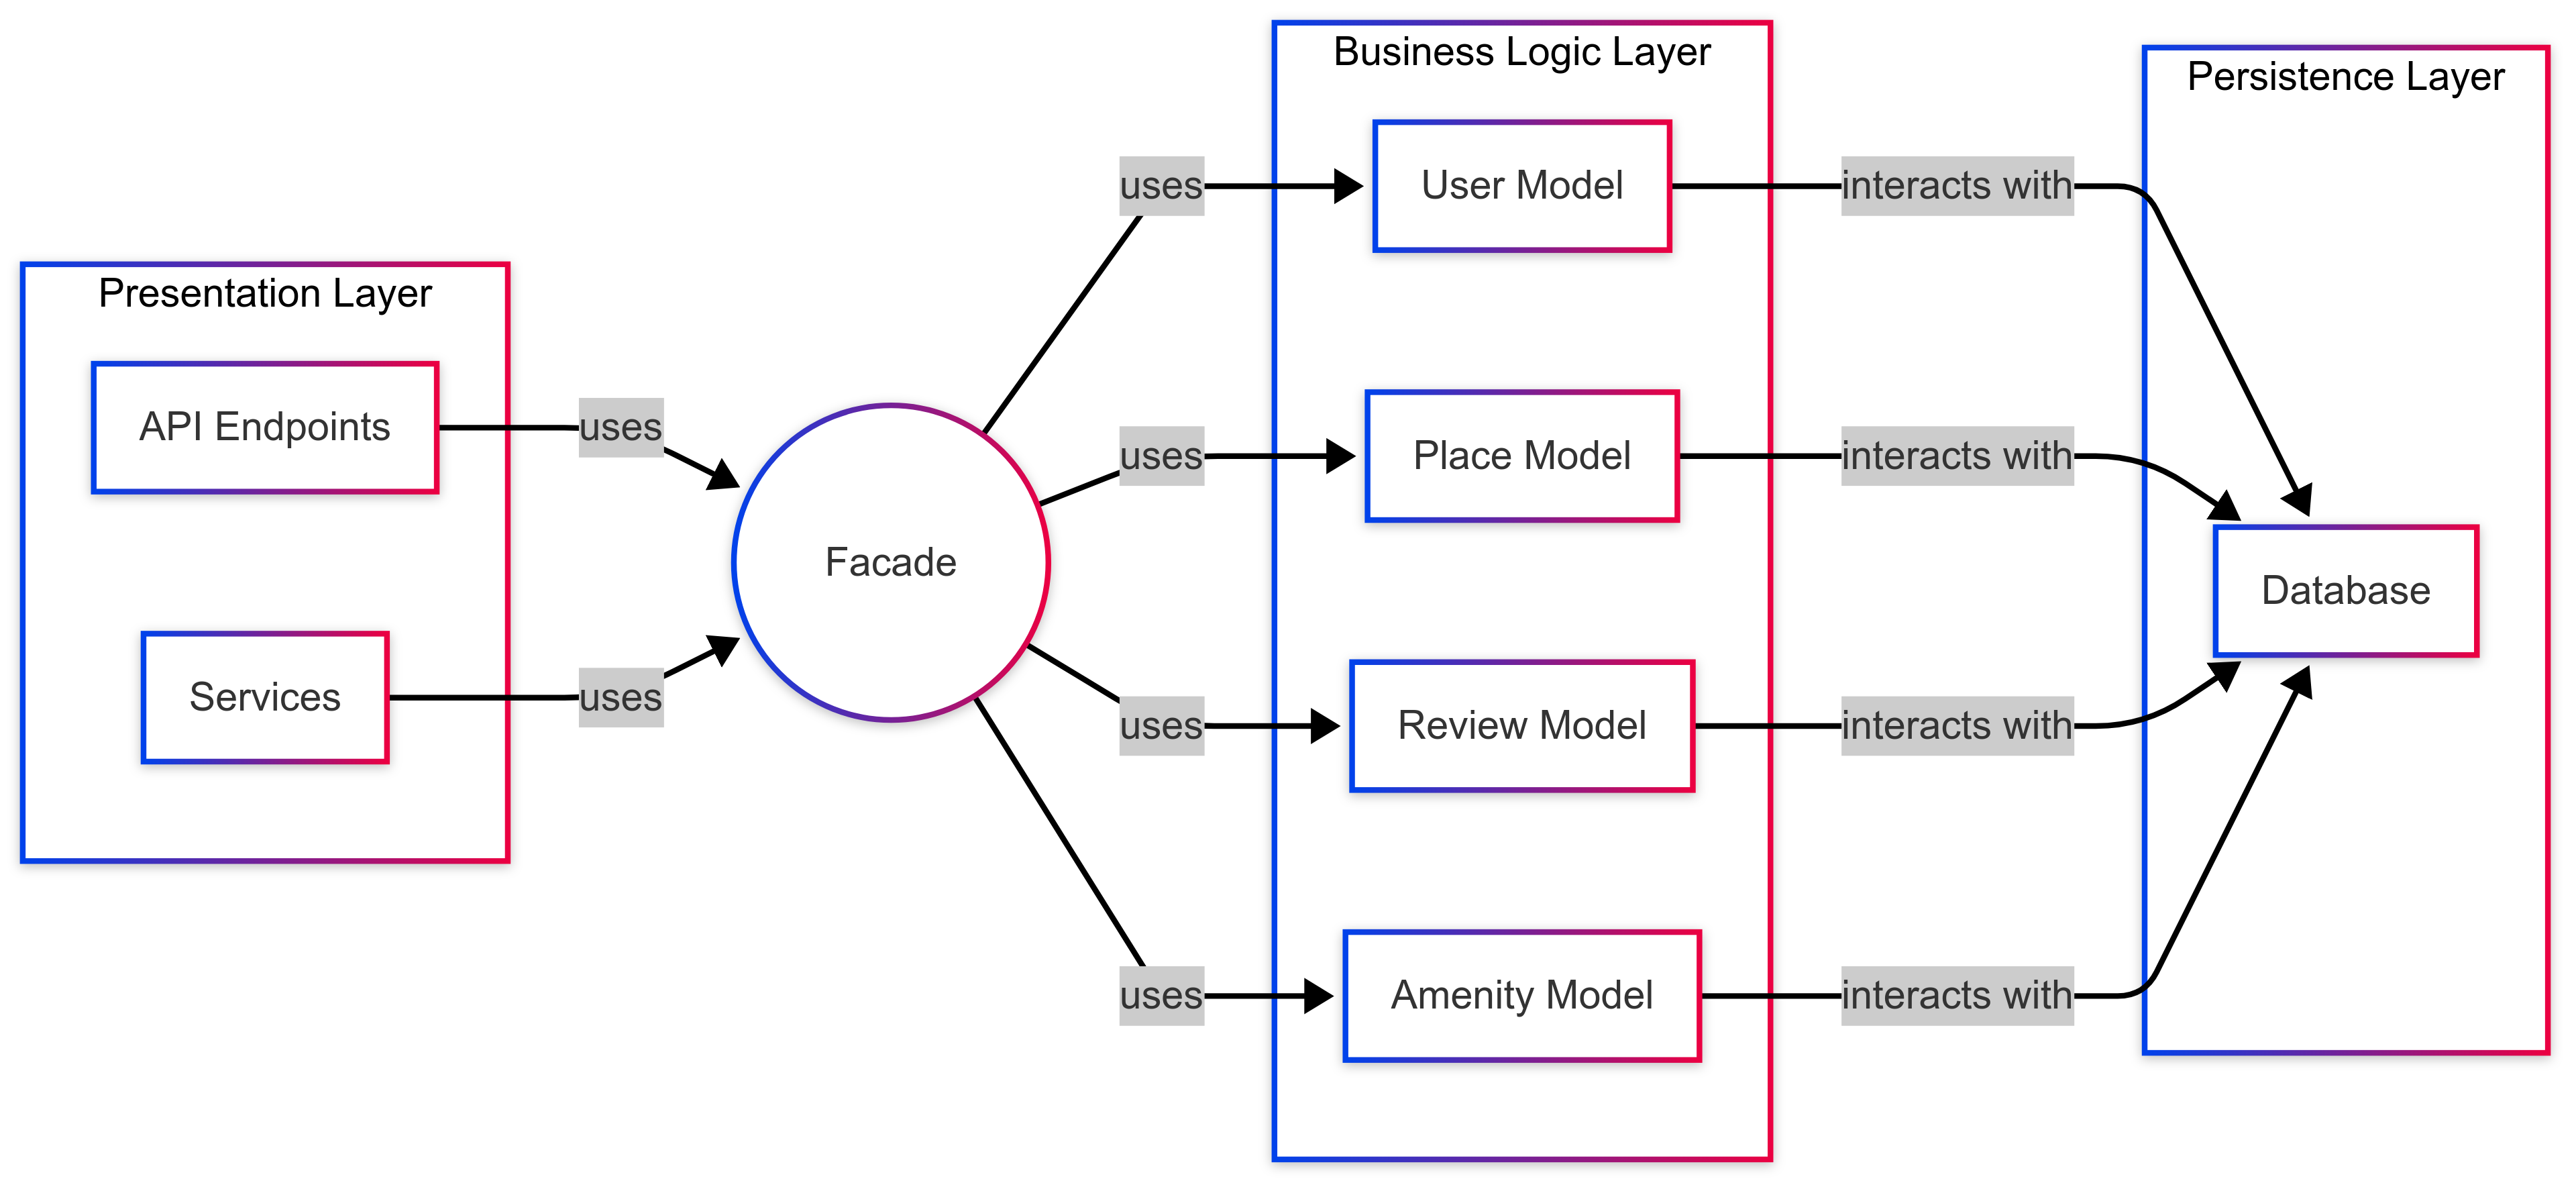 Presentation Layer
API Endpoints
Services
uses
uses
Facade
uses
uses
uses
uses
Business Logic Layer
User Model
Place Model
Review Model
Amenity Model
interacts with
interacts with
interacts with
interacts with
Persistence Layer
Database